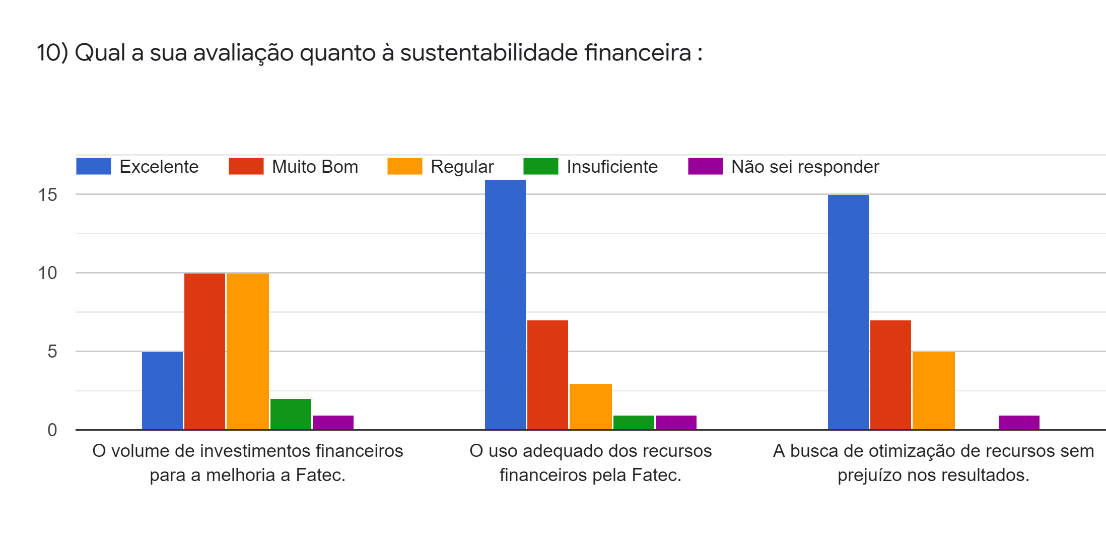 10) Qual a sua avaliação quanto à sustentabilidade financeira :
Excelente Muito Bom Regular Insuficiente Não sei responder
15
10
5
0
O volume de investimentos financeiros
para a melhoria a Fatec.
O uso adequado dos recursos
financeiros pela Fatec.
A busca de otimização de recursos sem
prejuízo nos resultados.